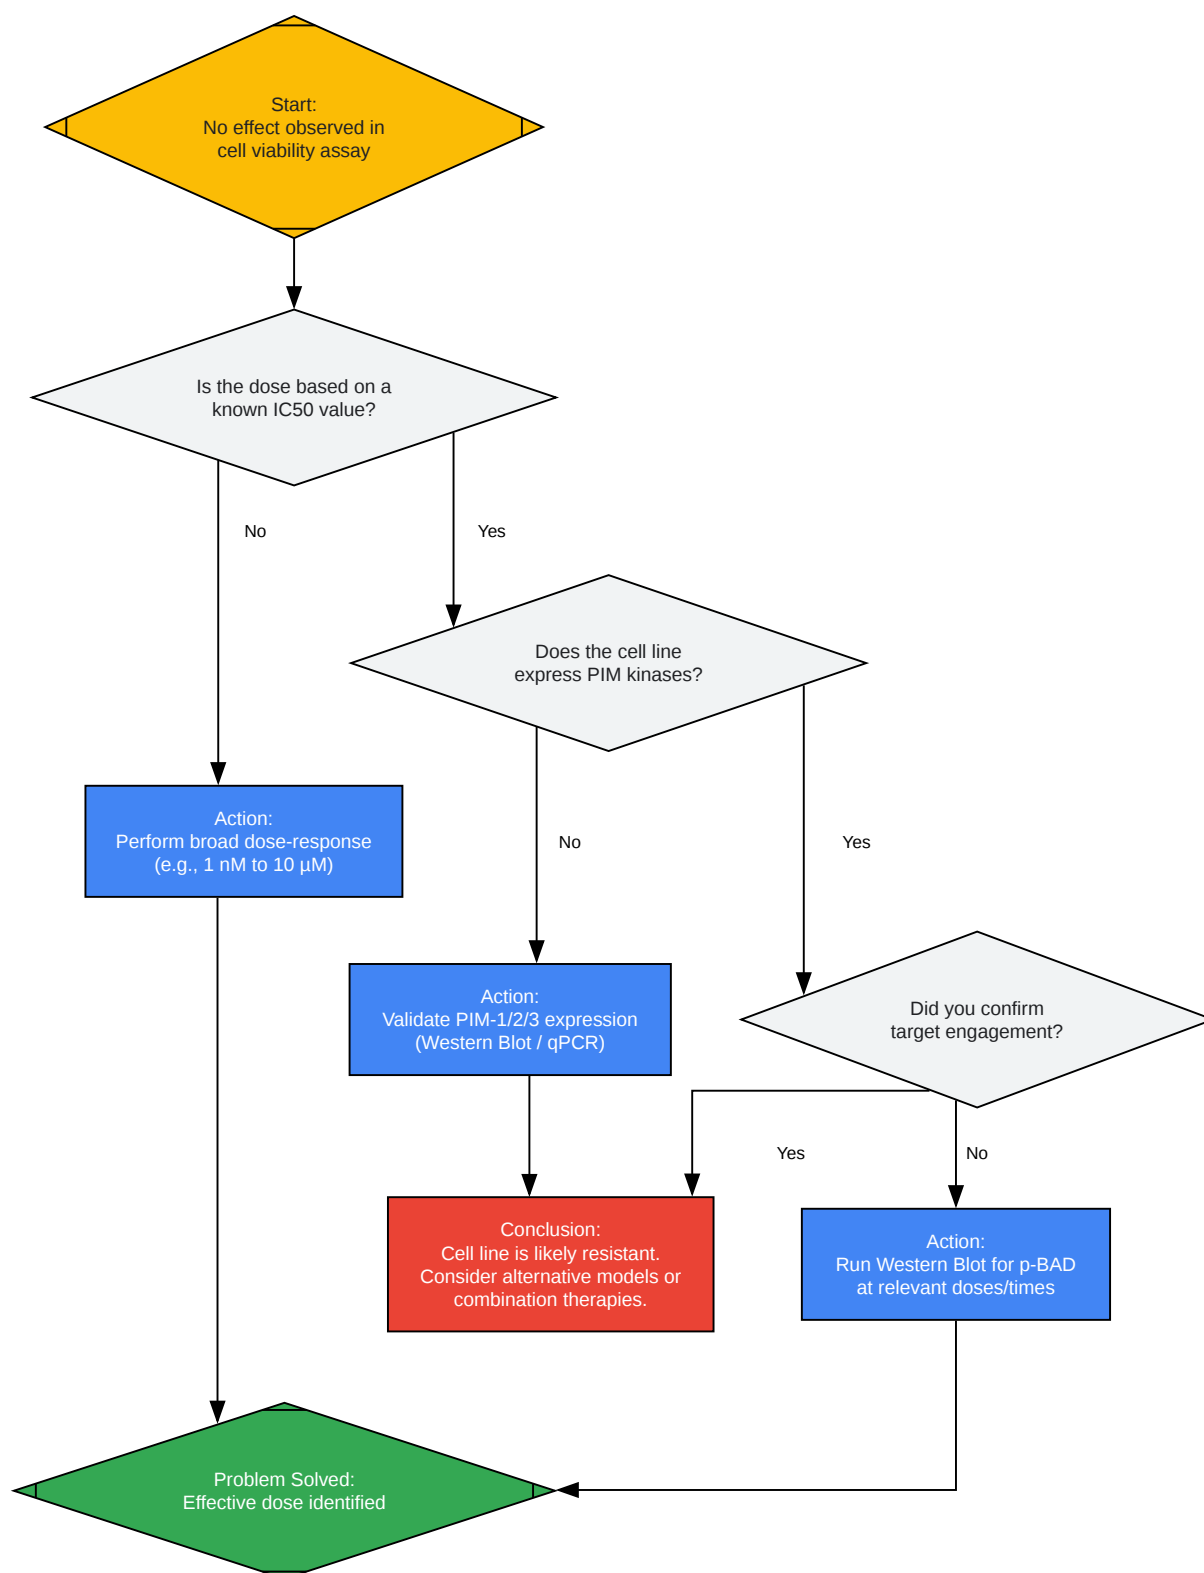 Start:
No effect observed in
cell viability assay
Is the dose based on a
known IC50 value?
No
Yes
Does the cell line
express PIM kinases?
Action:
Perform broad dose-response
(e.g., 1 nM to 10 µM)
No
Yes
Action:
Validate PIM-1/2/3 expression
(Western Blot / qPCR)
Did you confirm
target engagement?
Yes
No
Conclusion:
Cell line is likely resistant.
Consider alternative models or
combination therapies.
Action:
Run Western Blot for p-BAD
at relevant doses/times
Problem Solved:
Effective dose identified